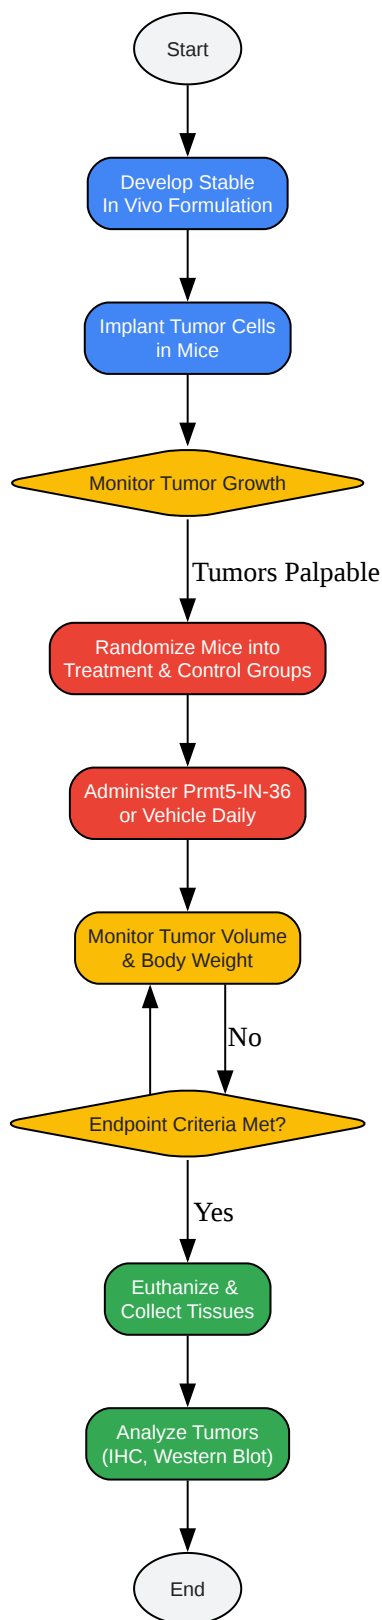 Start
Develop Stable
In Vivo Formulation
Implant Tumor Cells
in Mice
Monitor Tumor Growth
Tumors Palpable
Randomize Mice into
Treatment & Control Groups
Administer Prmt5-IN-36
or Vehicle Daily
Monitor Tumor Volume
& Body Weight
No
Endpoint Criteria Met?
Yes
Euthanize &
Collect Tissues
Analyze Tumors
(IHC, Western Blot)
End